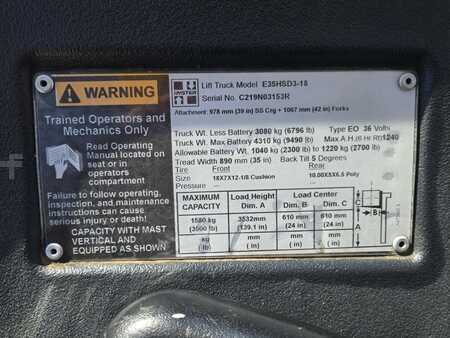 WARNING
Trained Operators and
Mechanics Only
Read Operating
Manual located on
seat or in
operators
compartment
Failure to follow operating,
inspection, and maintenance
instructions can cause
serious injury or death!
CAPACITY WITH MAST
VERTICAL AND
EQUIPPED AS SHOWN
HYSTER
Lift Truck Model E35HSD3-18
Serial No. C219N03153R
Attachment: 978 mm (39 in) SS Crg + 1067 mm (42 in) Forks
Truck Wt. Less Battery 3080 kg (6796 lb) Type EO 36 Volts
Truck Wt. Max Battery 4310 kg (9490 lb) Max A.H.(6 Hr Rt) 1240
Allowable Battery Wt. 1040 kg (2300 lb) to 1220 kg (2700 lb)
Tread Width 890 mm (35 in) Back Tilt 5 Degrees
Tire Front Rear
Size 18X7X12-1/8 Cushion 10.00X5X6.5 Poly
Pressure --- ---
MAXIMUM CAPACITY Load Height Dim. A Load Center Dim. B Dim. C
1580 kg (3500 lb) 3532mm (139.1 in) 610 mm (24 in) 610 mm (24 in)
kg (lb) mm (in) mm (in) mm (in)
B
A